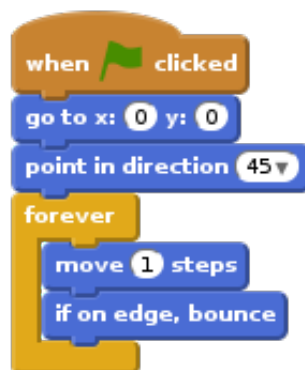 when clicked
go to x: 0 y: 0
point in direction 45
forever
move 1 steps
if on edge, bounce